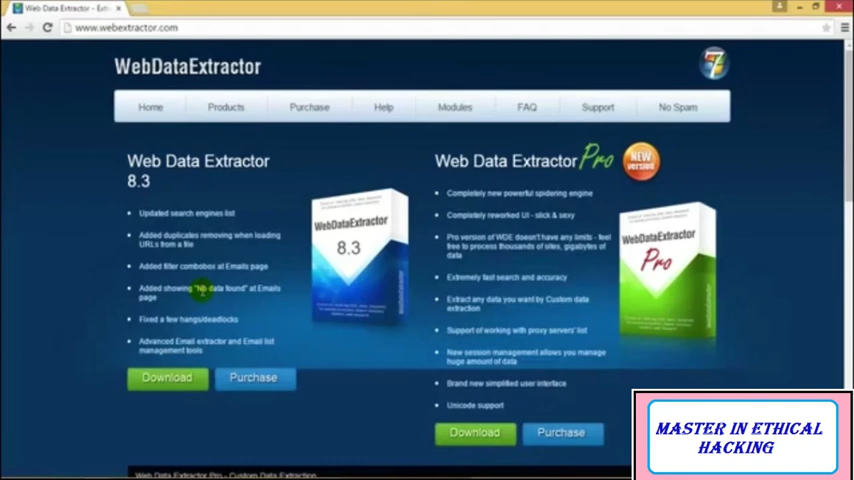 Web Data Extractor - Extr
www.webextractor.com
WebDataExtractor
7
Home Products Purchase Help Modules FAQ Support No Spam
Web Data Extractor
8.3
Updated search engines list
Added duplicates removing when loading
URLs from a file
Added filter combobox at Emails page
Added showing "No data found" at Emails
page
Fixed a few hangs/deadlocks
Advanced Email extractor and Email list
management tools
Download Purchase
WebDataExtractor
8.3
Web Data Extractor Pro
NEW
version
Completely new powerful spidering engine
Completely reworked UI - slick & sexy
Pro version of WDE doesn't have any limits - feel
free to process thousands of sites, gigabytes of
data
Extremely fast search and accuracy
Extract any data you want by Custom data
extraction
Support of working with proxy servers' list
New session management allows you manage
huge amount of data
Brand new simplified user interface
Unicode support
Download Purchase
WebDataExtractor
Pro
Web Data Extractor Pro - Custom Data Extraction
MASTER IN ETHICAL
HACKING